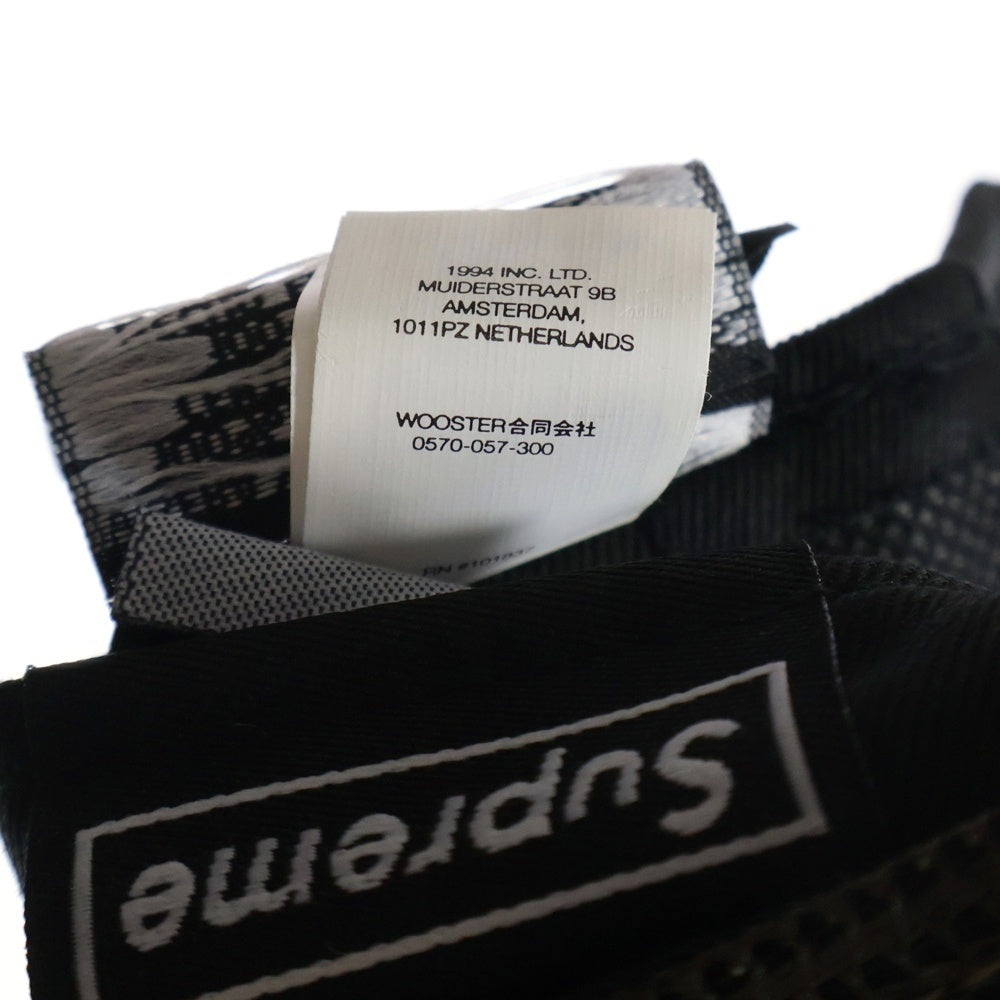 1994 INC. LTD.
MUIDERSTRAAT 9B
AMSTERDAM,
1011PZ NETHERLANDS
WOOSTER合同会社
0570-057-300
RN
Supreme